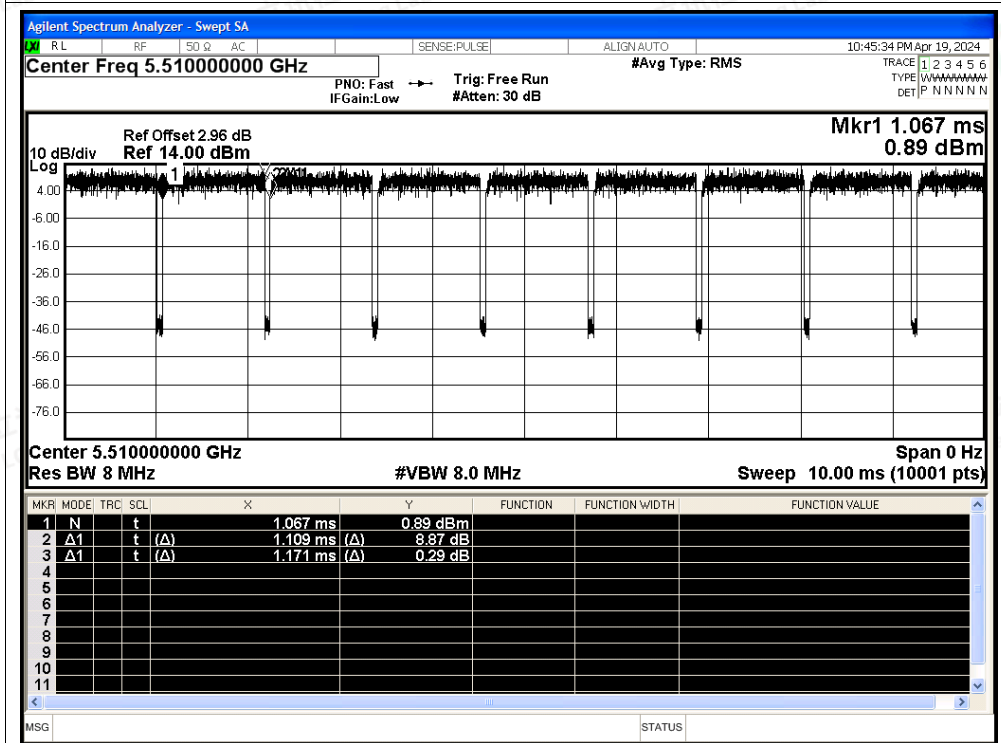 Agilent Spectrum Analyzer - Swept SA
LXI RL RF 50 Ω AC SENSE:PULSE ALIGN AUTO 10:45:34 PM Apr 19, 2024
Center Freq 5.510000000 GHz #Avg Type: RMS TRACE 1 2 3 4 5 6
PNO: Fast Trig: Free Run TYPE
IFGain:Low #Atten: 30 dB DET P N N N N N
Mkr1 1.067 ms
Ref Offset 2.96 dB
10 dB/div Ref 14.00 dBm 0.89 dBm
Log
1
4.00
-6.00
-16.0
-26.0
-36.0
-46.0
-56.0
-66.0
-76.0
Center 5.510000000 GHz Span 0 Hz
Res BW 8 MHz #VBW 8.0 MHz Sweep 10.00 ms (10001 pts)
MKR MODE TRC SCL X Y FUNCTION FUNCTION WIDTH FUNCTION VALUE
1 N t 1.067 ms 0.89 dBm
2 Δ1 t (Δ) 1.109 ms (Δ) 8.87 dB
3 Δ1 t (Δ) 1.171 ms (Δ) 0.29 dB
4
5
6
7
8
9
10
11
MSG STATUS